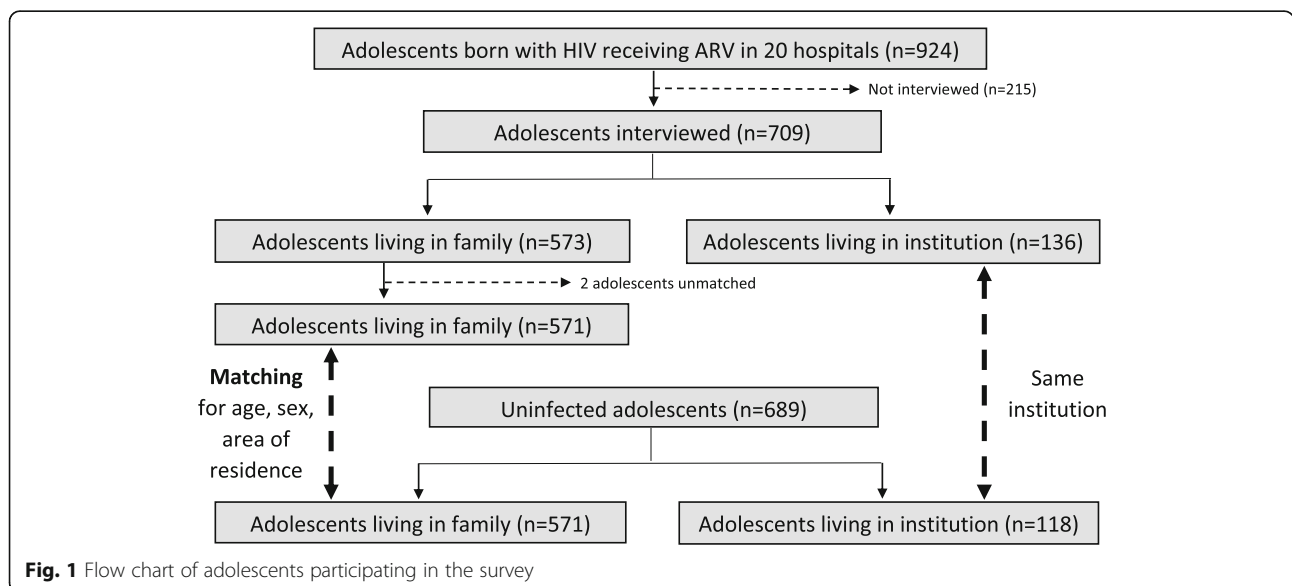 Adolescents born with HIV receiving ARV in 20 hospitals (n=924)
Not interviewed (n=215)
Adolescents interviewed (n=709)
Adolescents living in family (n=573)
Adolescents living in institution (n=136)
2 adolescents unmatched
Adolescents living in family (n=571)
Matching
for age, sex,
area of
residence
Same
institution
Uninfected adolescents (n=689)
Adolescents living in family (n=571)
Adolescents living in institution (n=118)
Fig. 1 Flow chart of adolescents participating in the survey